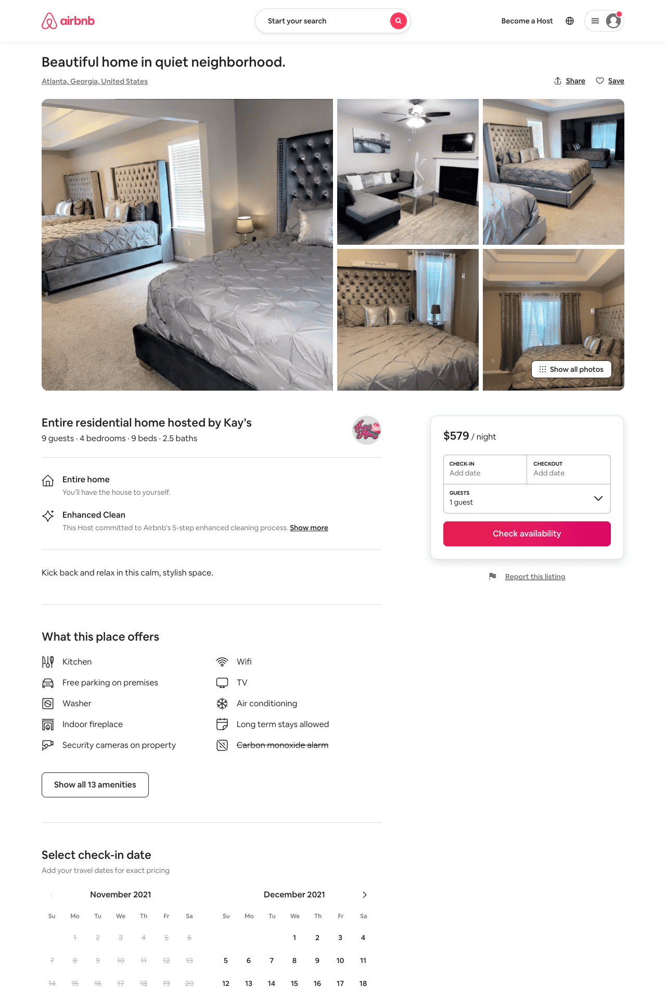 airbnb
Start your search
Become a Host
Beautiful home in quiet neighborhood.
Atlanta, Georgia, United States
Share
Save
2
3
Show all photos
Entire residential home hosted by Kay’s
9 guests · 4 bedrooms · 9 beds · 2.5 baths
Entire home
You’ll have the house to yourself.
Enhanced Clean
This Host committed to Airbnb's 5-step enhanced cleaning process. Show more
Kick back and relax in this calm, stylish space.
$579 / night
CHECK-IN
Add date
CHECKOUT
Add date
GUESTS
1 guest
Check availability
Report this listing
What this place offers
Kitchen
Wifi
Free parking on premises
TV
Washer
Air conditioning
Indoor fireplace
Long term stays allowed
Security cameras on property
Carbon monoxide alarm
Show all 13 amenities
Select check-in date
Add your travel dates for exact pricing
November 2021
Su Mo Tu We Th Fr Sa
1 2 3 4 5 6
7 8 9 10 11 12 13
14 15 16 17 18 19 20
December 2021
Su Mo Tu We Th Fr Sa
1 2 3 4
5 6 7 8 9 10 11
12 13 14 15 16 17 18